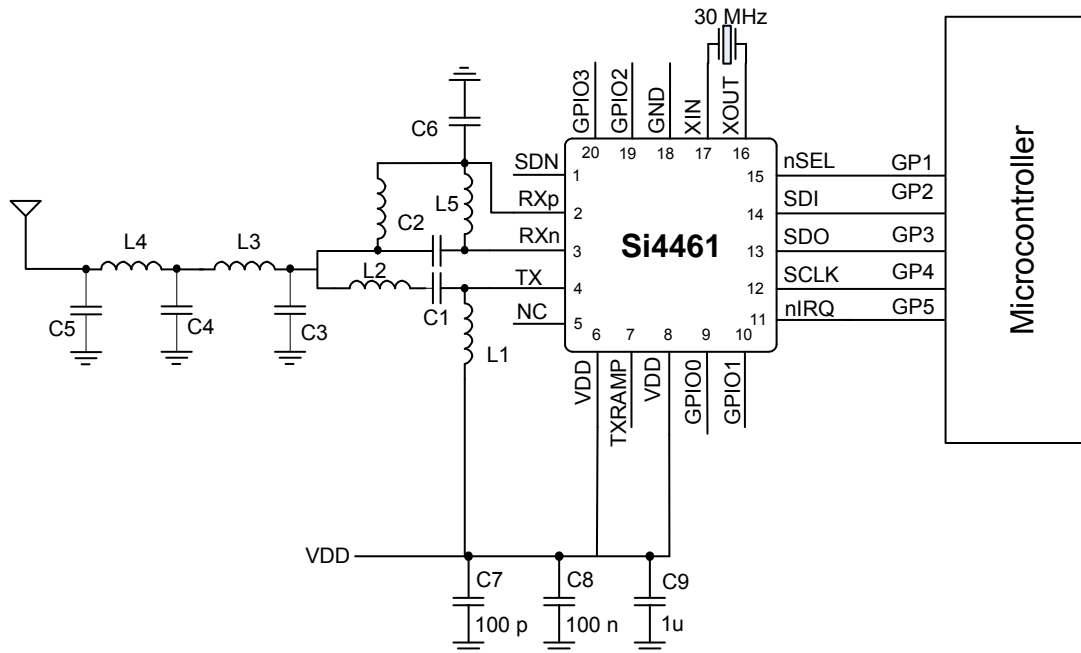 30 MHz
GPIO3
GPIO2
GND
XIN
XOUT
C6
20
19
18
17
16
SDN
1
RXp
2
RXn
3
TX
4
NC
5
Si4461
15
nSEL
GP1
14
SDI
GP2
13
SDO
GP3
12
SCLK
GP4
11
nIRQ
GP5
Microcontroller
L5
C2
L4
L3
L2
C1
C5
C4
C3
L1
6
7
8
9
10
VDD
TXRAMP
VDD
GPIO0
GPIO1
VDD
C7
100 p
C8
100 n
C9
1u